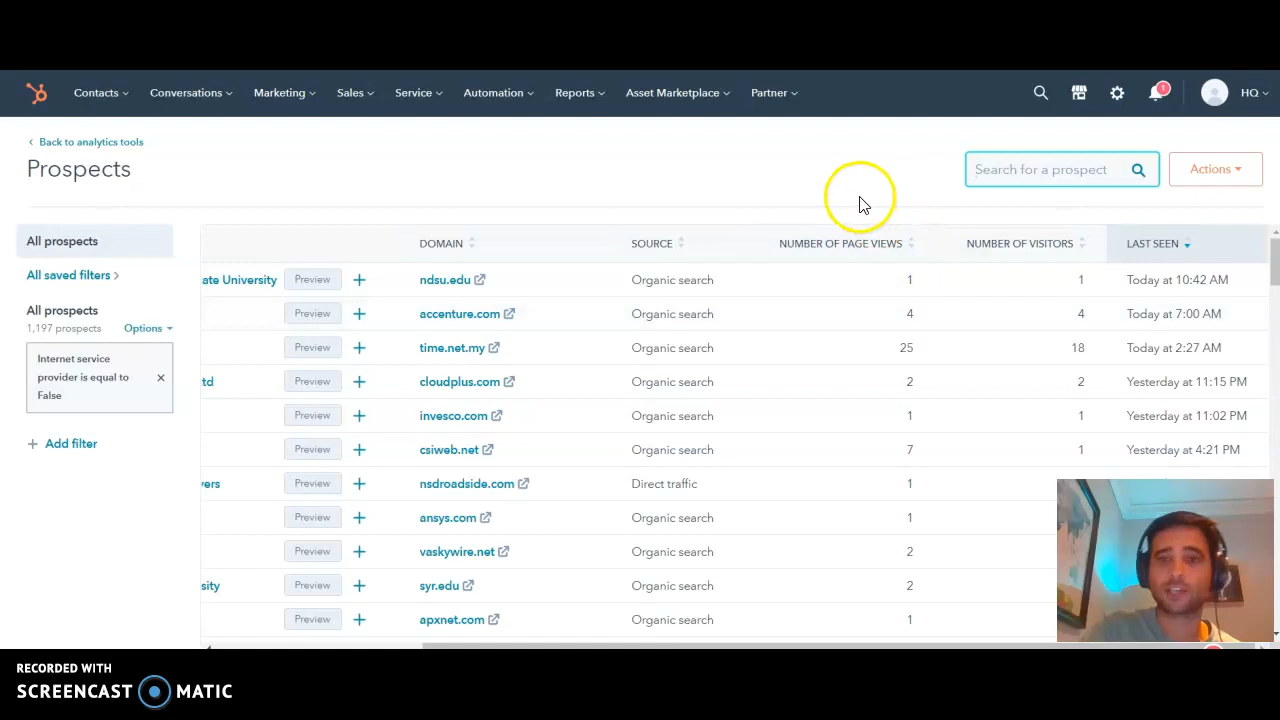 Contacts Conversations Marketing Sales Service Automation Reports Asset Marketplace Partner 1 HQ
Back to analytics tools
Prospects
Search for a prospect
Actions
All prospects
All saved filters
All prospects
1,197 prospects Options
Internet service
provider is equal to
False
+ Add filter
DOMAIN SOURCE NUMBER OF PAGE VIEWS NUMBER OF VISITORS LAST SEEN
ate University Preview + ndsu.edu Organic search 1 1 Today at 10:42 AM
Preview + accenture.com Organic search 4 4 Today at 7:00 AM
Preview + time.net.my Organic search 25 18 Today at 2:27 AM
td Preview + cloudplus.com Organic search 2 2 Yesterday at 11:15 PM
Preview + invesco.com Organic search 1 1 Yesterday at 11:02 PM
Preview + csiweb.net Organic search 7 1 Yesterday at 4:21 PM
ers Preview + nsdroadside.com Direct traffic 1
Preview + ansys.com Organic search 1
Preview + vaskywire.net Organic search 2
sity Preview + syr.edu Organic search 2
Preview + apxnet.com Organic search 1
RECORDED WITH
SCREENCAST MATIC